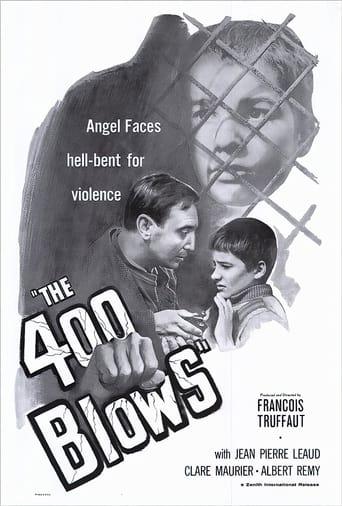 Angel Faces
hell-bent for
violence
"THE
400
BLOWS"
Produced and Directed by
FRANCOIS
TRUFFAUT
with JEAN PIERRE LEAUD
CLARE MAURIER • ALBERT REMY
a Zenith International Release